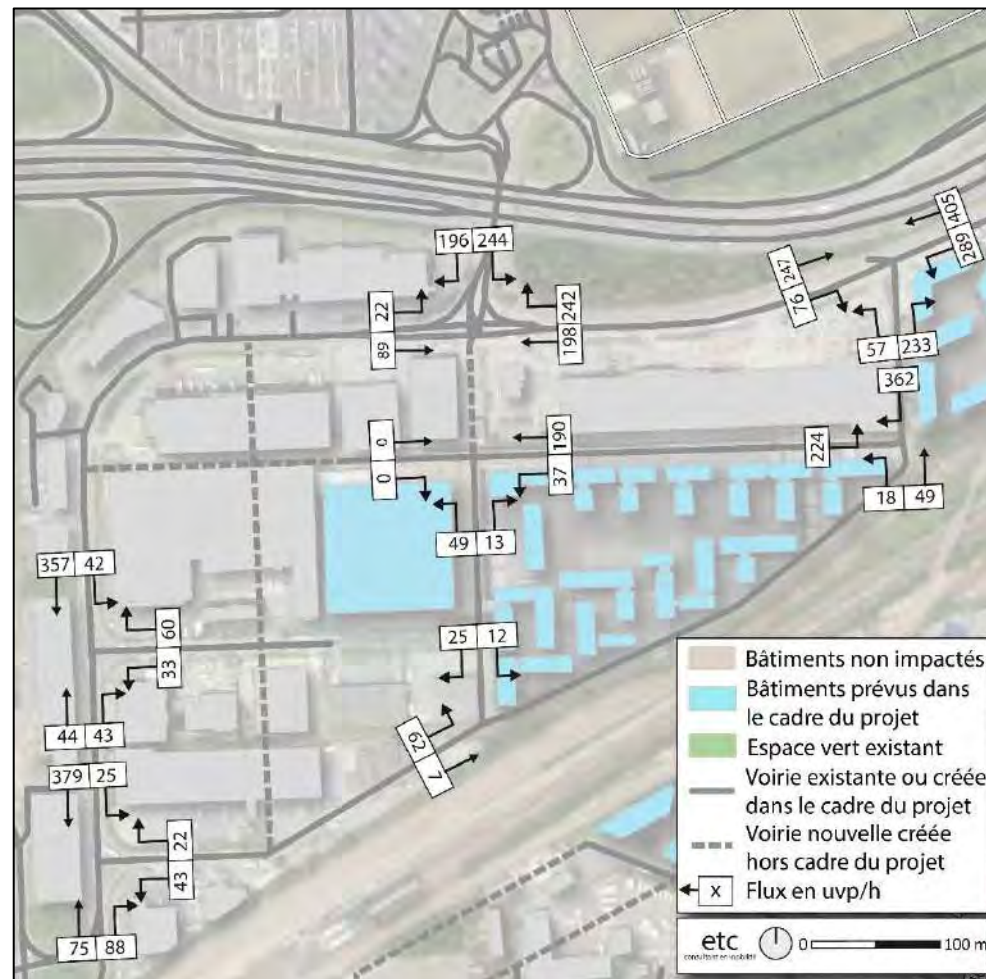 405
289
196 244
247
76
22
89
242
198
57 233
362
0
0
190
37
224
18 49
49 13
357 42
60
33
25 12
44 43
62
7
379 25
22
43
75 88
Bâtiments non impactés
Bâtiments prévus dans
le cadre du projet
Espace vert existant
Voirie existante ou créée
dans le cadre du projet
Voirie nouvelle créée
hors cadre du projet
x Flux en uvp/h
etc
consultant en mobilité
0 100 m